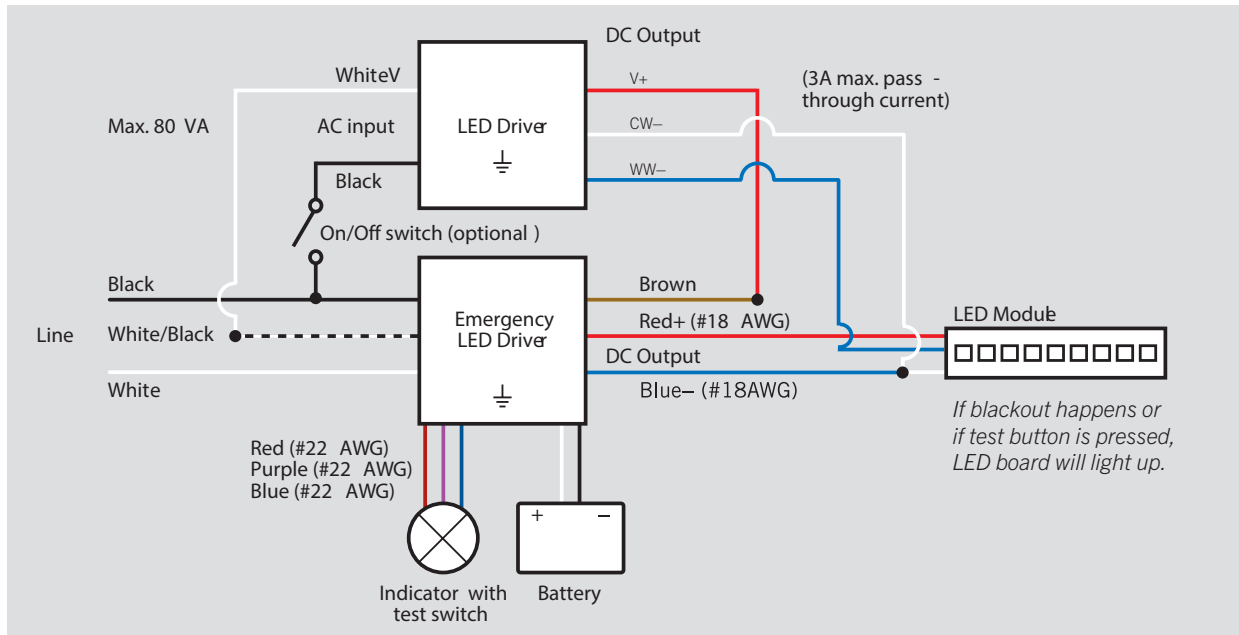 DC Output
WhiteV
V+
(3A max. pass -
through current)
Max. 80 VA
AC input
LED Driver
CW–
WW–
Black
On/Off switch (optional )
Black
Brown
Emergency
LED Driver
Red+ (#18 AWG)
LED Module
Line
White/Black
DC Output
White
Blue– (#18AWG)
If blackout happens or
if test button is pressed,
LED board will light up.
Red (#22 AWG)
Purple (#22 AWG)
Blue (#22 AWG)
+ –
Indicator with
test switch
Battery